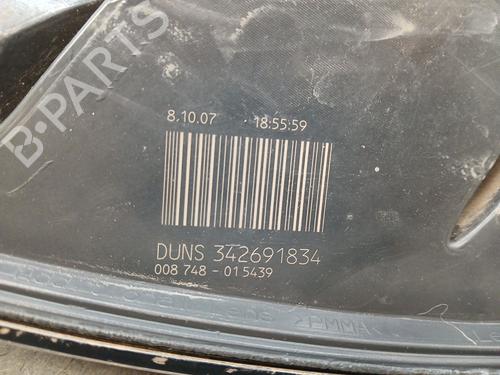 B-PARTS
8.10.07 18:55:59
DUNS 342691834
008 748 - 015439
>PMMA<